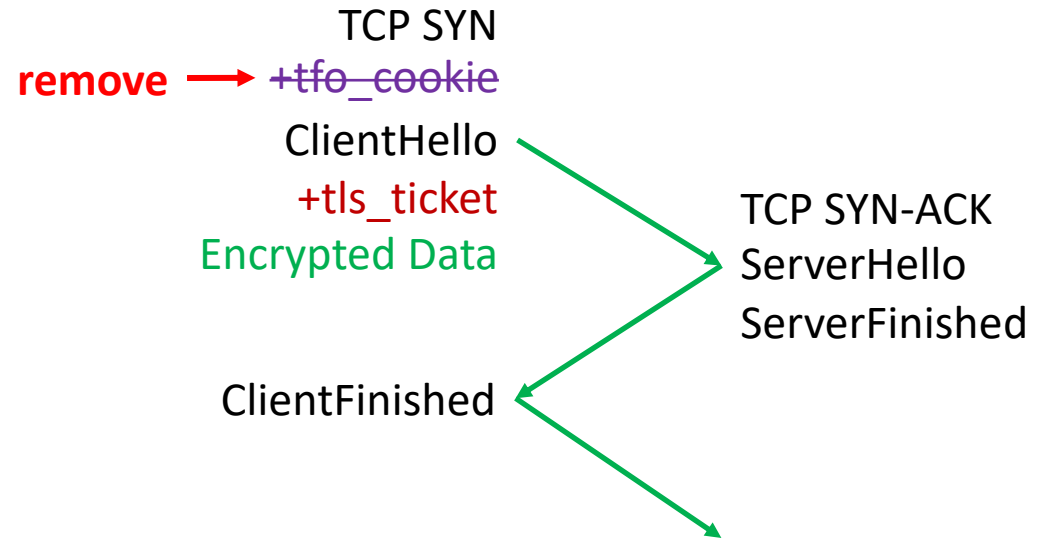 TCP SYN
remove +tfo_cookie
ClientHello
+tls_ticket
Encrypted Data
TCP SYN-ACK
ServerHello
ServerFinished
ClientFinished